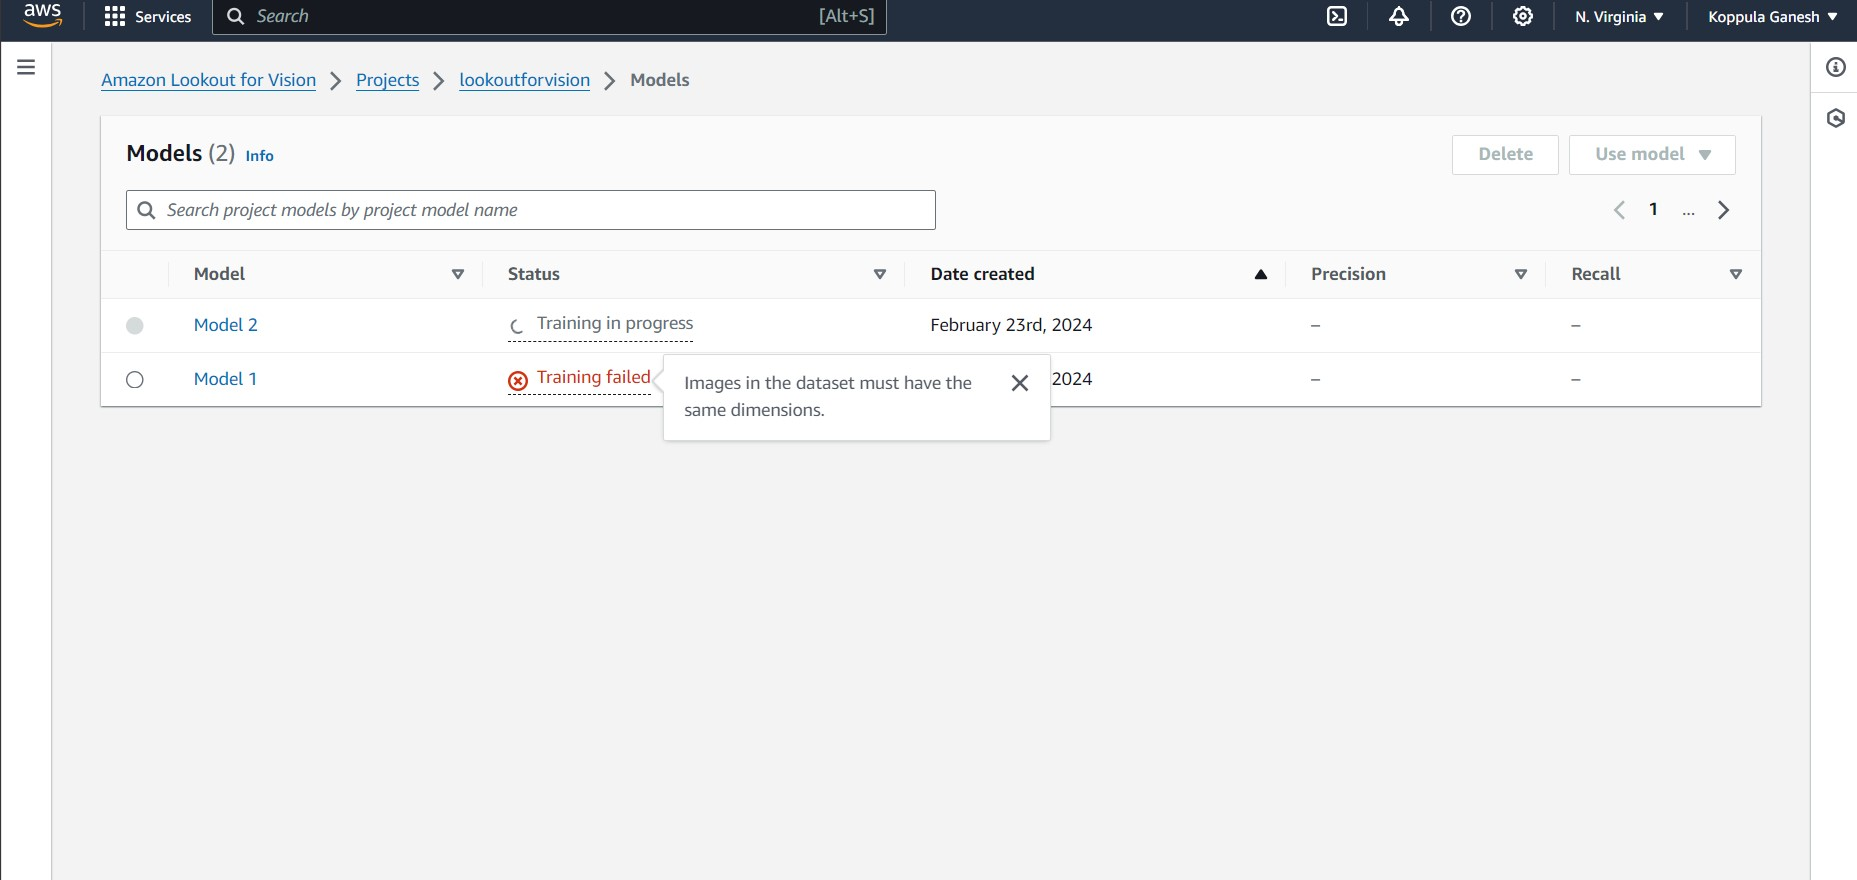 aws
Services
Search
[Alt+S]
N. Virginia
Koppula Ganesh
Amazon Lookout for Vision
Projects
lookoutforvision
Models
Models (2) Info
Delete
Use model
Search project models by project model name
1 ...
Model
Status
Date created
Precision
Recall
Model 2
Training in progress
February 23rd, 2024
–
–
Model 1
Training failed
2024
–
–
Images in the dataset must have the
same dimensions.